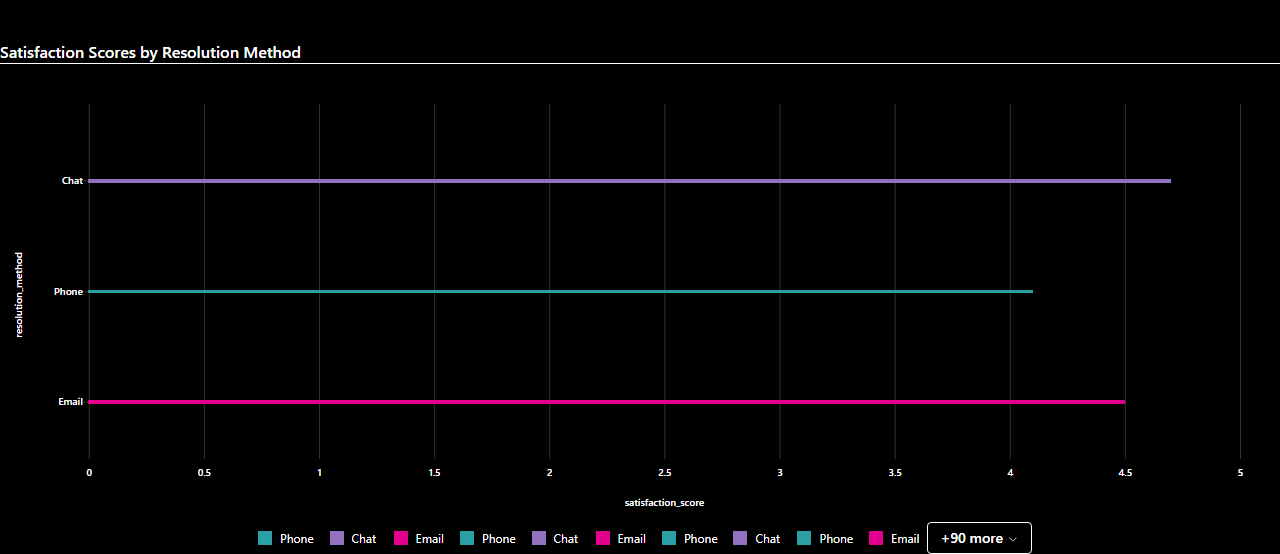 Satisfaction Scores by Resolution Method
resolution_method
Chat
Phone
Email
0 0.5 1 1.5 2 2.5 3 3.5 4 4.5 5
satisfaction_score
Phone Chat Email Phone Chat Email Phone Chat Phone Email +90 more